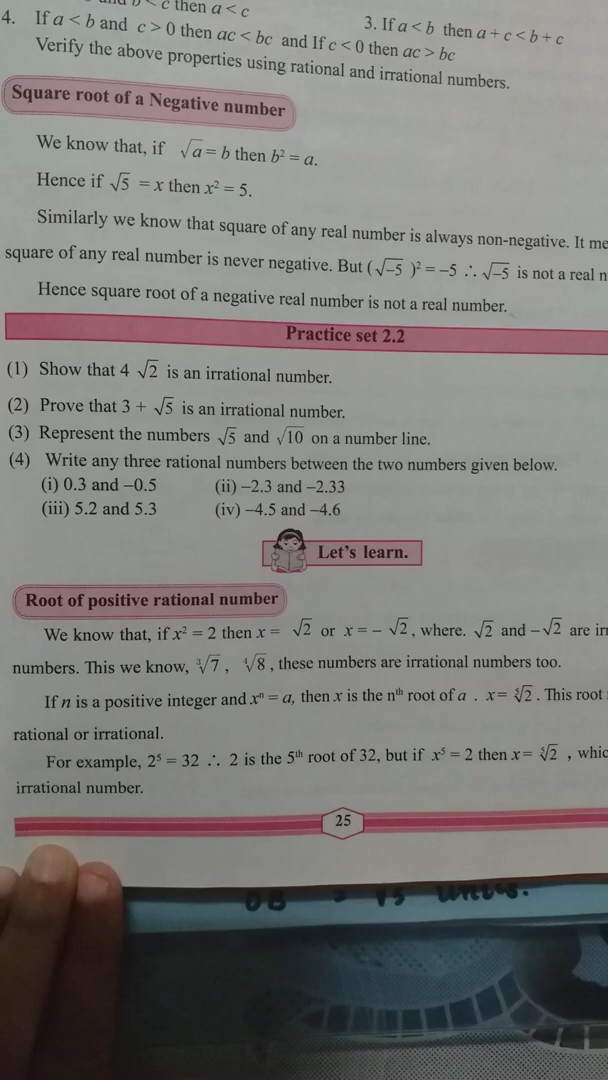 c then a < c
3. If a < b then a + c < b + c
4. If a < b and c > 0 then ac < bc and If c < 0 then ac > bc
Verify the above properties using rational and irrational numbers.
Square root of a Negative number
We know that, if √a = b then b² = a.
Hence if √5 = x then x² = 5.
Similarly we know that square of any real number is always non-negative. It me
square of any real number is never negative. But (√−5)² = −5 ∴ √−5 is not a real n
Hence square root of a negative real number is not a real number.
Practice set 2.2
(1) Show that 4 √2 is an irrational number.
(2) Prove that 3 + √5 is an irrational number.
(3) Represent the numbers √5 and √10 on a number line.
(4) Write any three rational numbers between the two numbers given below.
(i) 0.3 and −0.5 (ii) −2.3 and −2.33
(iii) 5.2 and 5.3 (iv) −4.5 and −4.6
Let's learn.
Root of positive rational number
We know that, if x² = 2 then x = √2 or x = − √2, where. √2 and −√2 are irr
numbers. This we know, ∛7, ∜8, these numbers are irrational numbers too.
If n is a positive integer and xⁿ = a, then x is the nᵗʰ root of a . x = ⁵√2. This root
rational or irrational.
For example, 2⁵ = 32 ∴ 2 is the 5ᵗʰ root of 32, but if x⁵ = 2 then x = ⁵√2 , whic
irrational number.
25